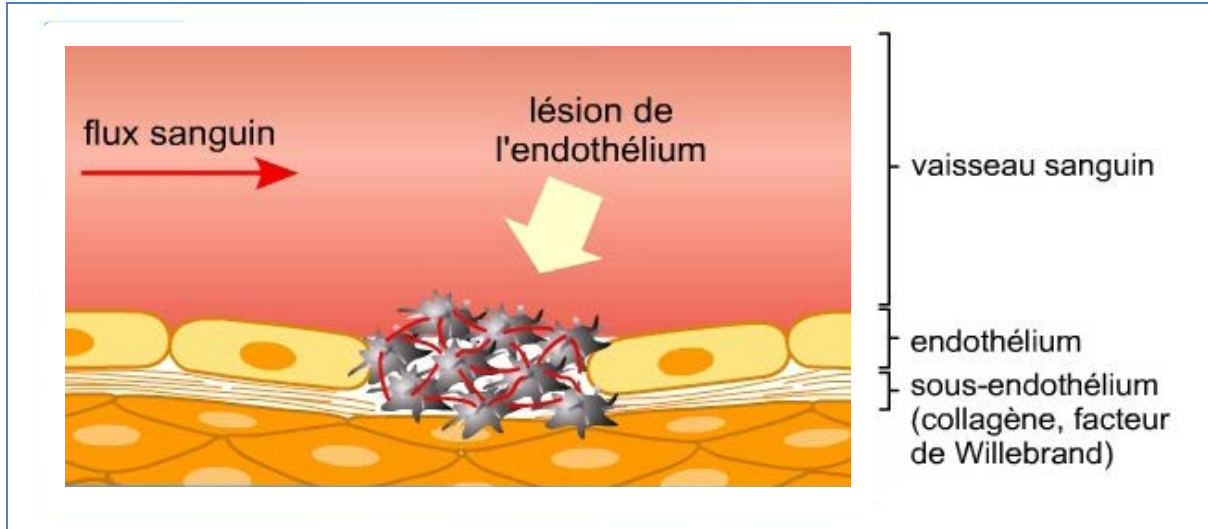 flux sanguin
lésion de
l'endothélium
vaisseau sanguin
endothélium
sous-endothélium
(collagène, facteur
de Willebrand)